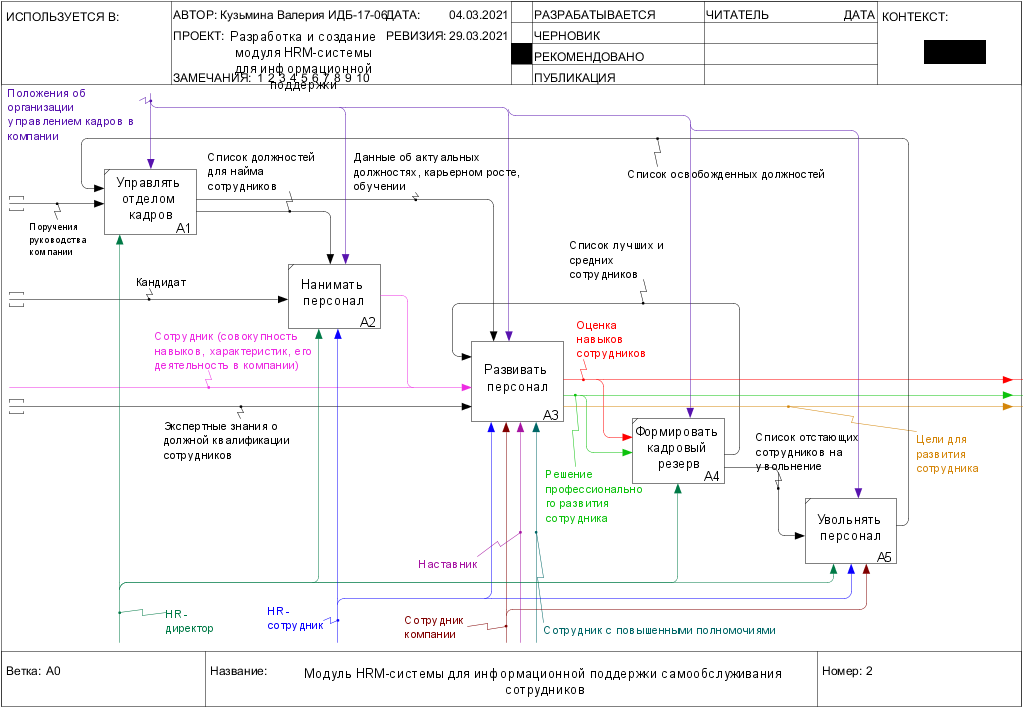 ИСПОЛЬЗУЕТСЯ В:
АВТОР: Кузьмина Валерия ИДБ-17-06
ДАТА: 04.03.2021
РАЗРАБАТЫВАЕТСЯ
ЧИТАТЕЛЬ
ДАТА
КОНТЕКСТ:
ПРОЕКТ: Разработка и создание
модуля HRM-системы
для информационной
поддержки
РЕВИЗИЯ: 29.03.2021
ЧЕРНОВИК
РЕКОМЕНДОВАНО
ЗАМЕЧАНИЯ: 1 2 3 4 5 6 7 8 9 10
ПУБЛИКАЦИЯ
Положения об
организации
управлением кадров в
компании
Список должностей
для найма
сотрудников
Данные об актуальных
должностях, карьерном росте,
обучении
Список освобожденных должностей
Управлять
отделом
кадров
A1
Поручения
руководства
компании
Список лучших и
средних
сотрудников
Кандидат
Нанимать
персонал
A2
Сотрудник (совокупность
навыков, характеристик, его
деятельность в компании)
Оценка
навыков
сотрудников
Развивать
персонал
A3
Экспертные знания о
должной квалификации
сотрудников
Формировать
кадровый
резерв
A4
Список отстающих
сотрудников на
увольнение
Цели для
развития
сотрудника
Решение
профессионально
го развития
сотрудника
Увольнять
персонал
A5
Наставник
HR-
директор
HR-
сотрудник
Сотрудник
компании
Сотрудник с повышенными полномочиями
Ветка: A0
Название:
Модуль HRM-системы для информационной поддержки самообслуживания
сотрудников
Номер: 2